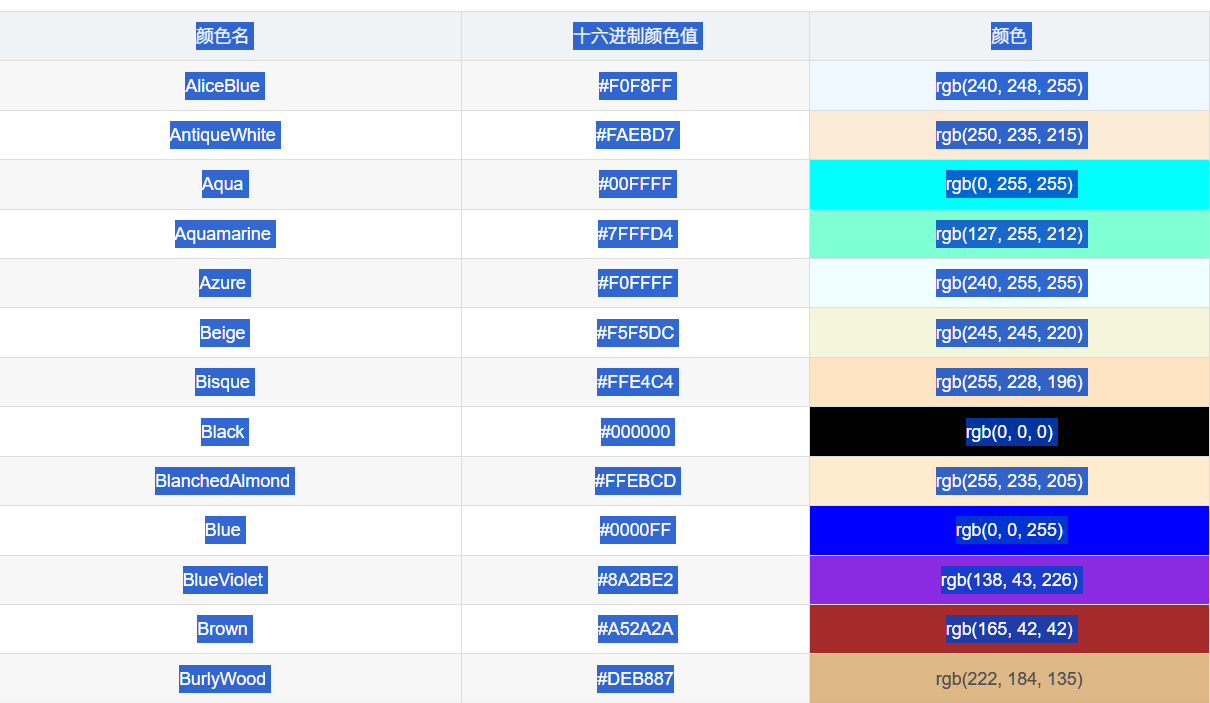 颜色名 十六进制颜色值 颜色
AliceBlue #F0F8FF rgb(240, 248, 255)
AntiqueWhite #FAEBD7 rgb(250, 235, 215)
Aqua #00FFFF rgb(0, 255, 255)
Aquamarine #7FFFD4 rgb(127, 255, 212)
Azure #F0FFFF rgb(240, 255, 255)
Beige #F5F5DC rgb(245, 245, 220)
Bisque #FFE4C4 rgb(255, 228, 196)
Black #000000 rgb(0, 0, 0)
BlanchedAlmond #FFEBCD rgb(255, 235, 205)
Blue #0000FF rgb(0, 0, 255)
BlueViolet #8A2BE2 rgb(138, 43, 226)
Brown #A52A2A rgb(165, 42, 42)
BurlyWood #DEB887 rgb(222, 184, 135)